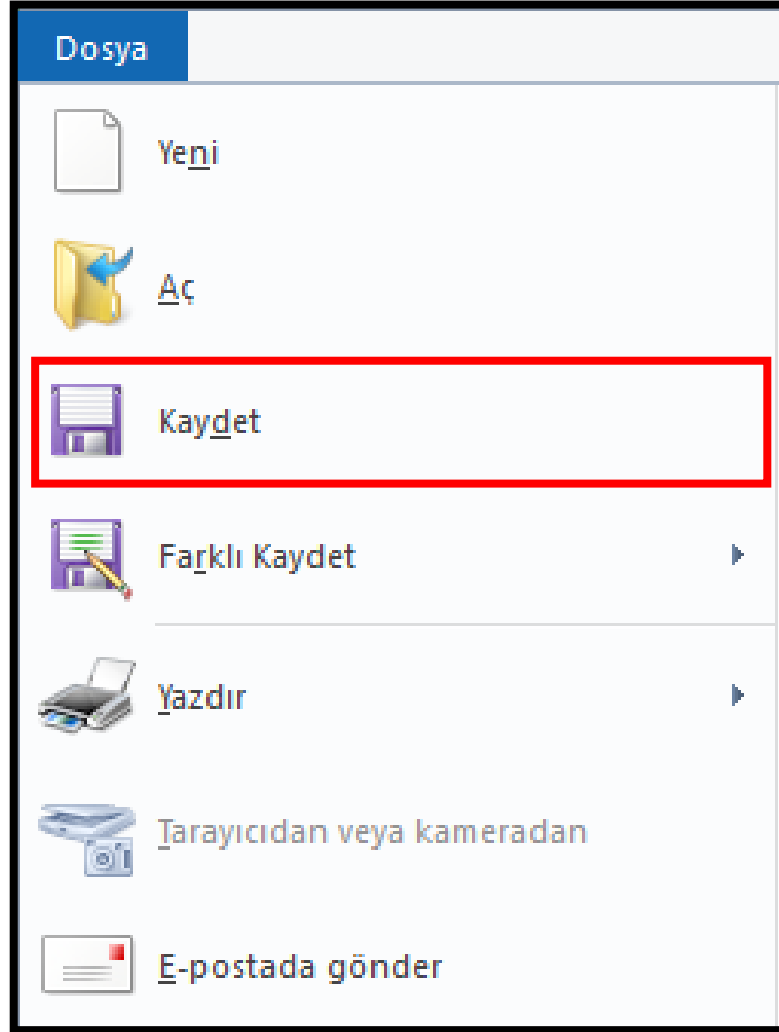 Dosya
Yeni
Aç
Kaydet
Farklı Kaydet
Yazdır
Tarayıcıdan veya kameradan
E-postada gönder